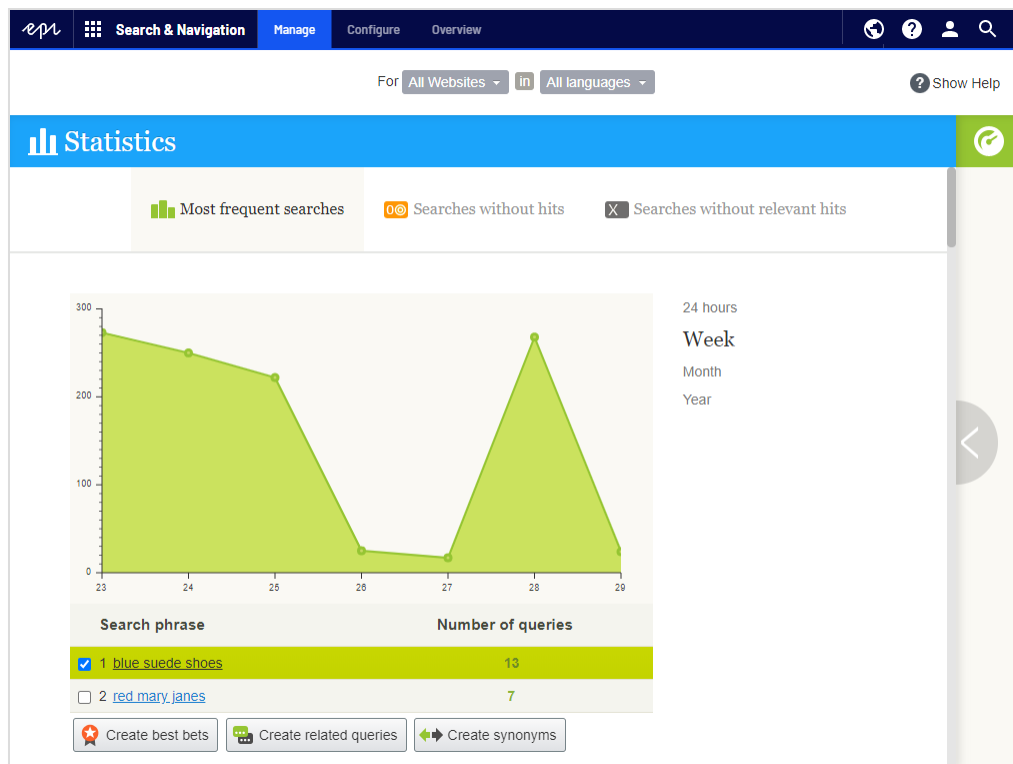 epi Search & Navigation Manage Configure Overview
For All Websites in All languages
Show Help
Statistics
Most frequent searches Searches without hits Searches without relevant hits
300
200
100
0
23 24 25 26 27 28 29
24 hours
Week
Month
Year
Search phrase Number of queries
1 blue suede shoes 13
2 red mary janes 7
Create best bets Create related queries Create synonyms